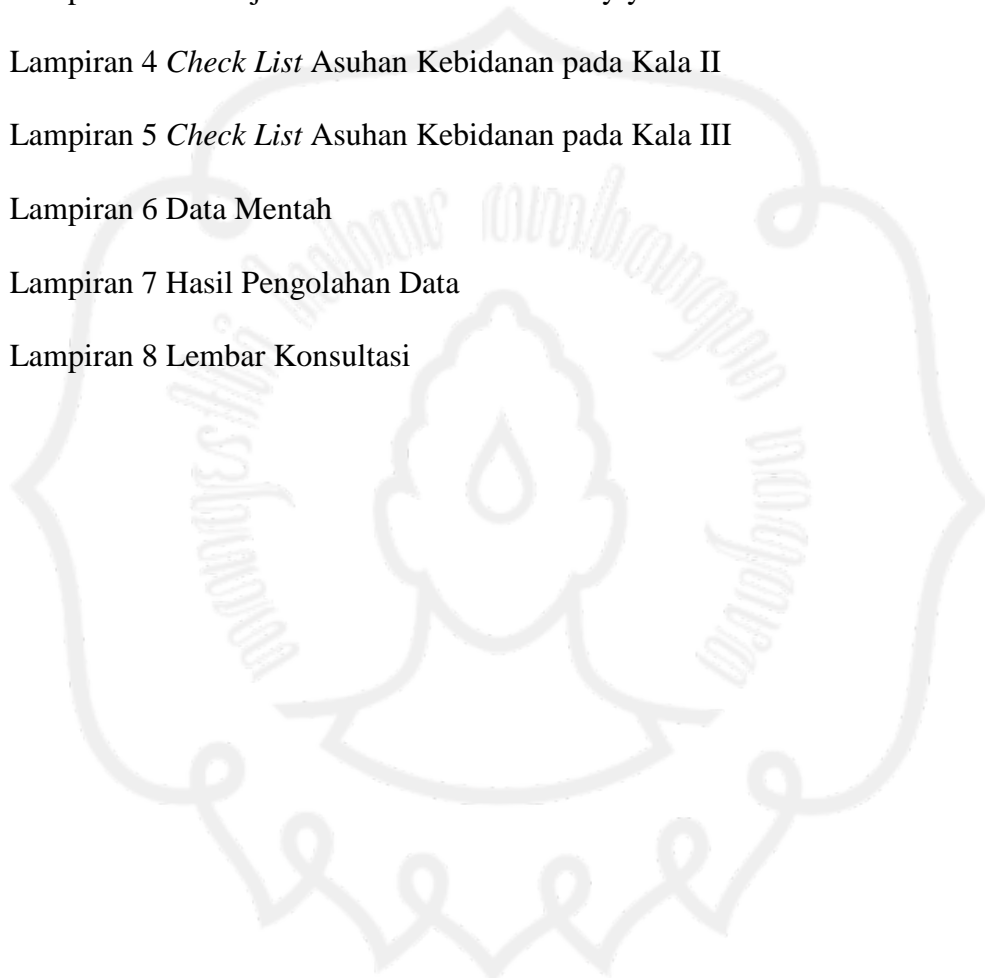 Lampiran 4 Check List Asuhan Kebidanan pada Kala II
Lampiran 5 Check List Asuhan Kebidanan pada Kala III
Lampiran 6 Data Mentah
Lampiran 7 Hasil Pengolahan Data
Lampiran 8 Lembar Konsultasi